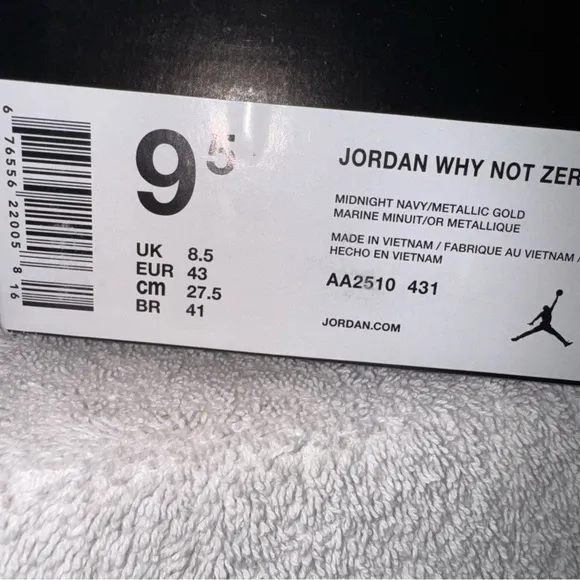 6 76556 22005 8 16
9⁵
UK 8.5
EUR 43
cm 27.5
BR 41
JORDAN WHY NOT ZER
MIDNIGHT NAVY/METALLIC GOLD
MARINE MINUIT/OR METALLIQUE
MADE IN VIETNAM / FABRIQUE AU VIETNAM /
HECHO EN VIETNAM
AA2510 431
JORDAN.COM